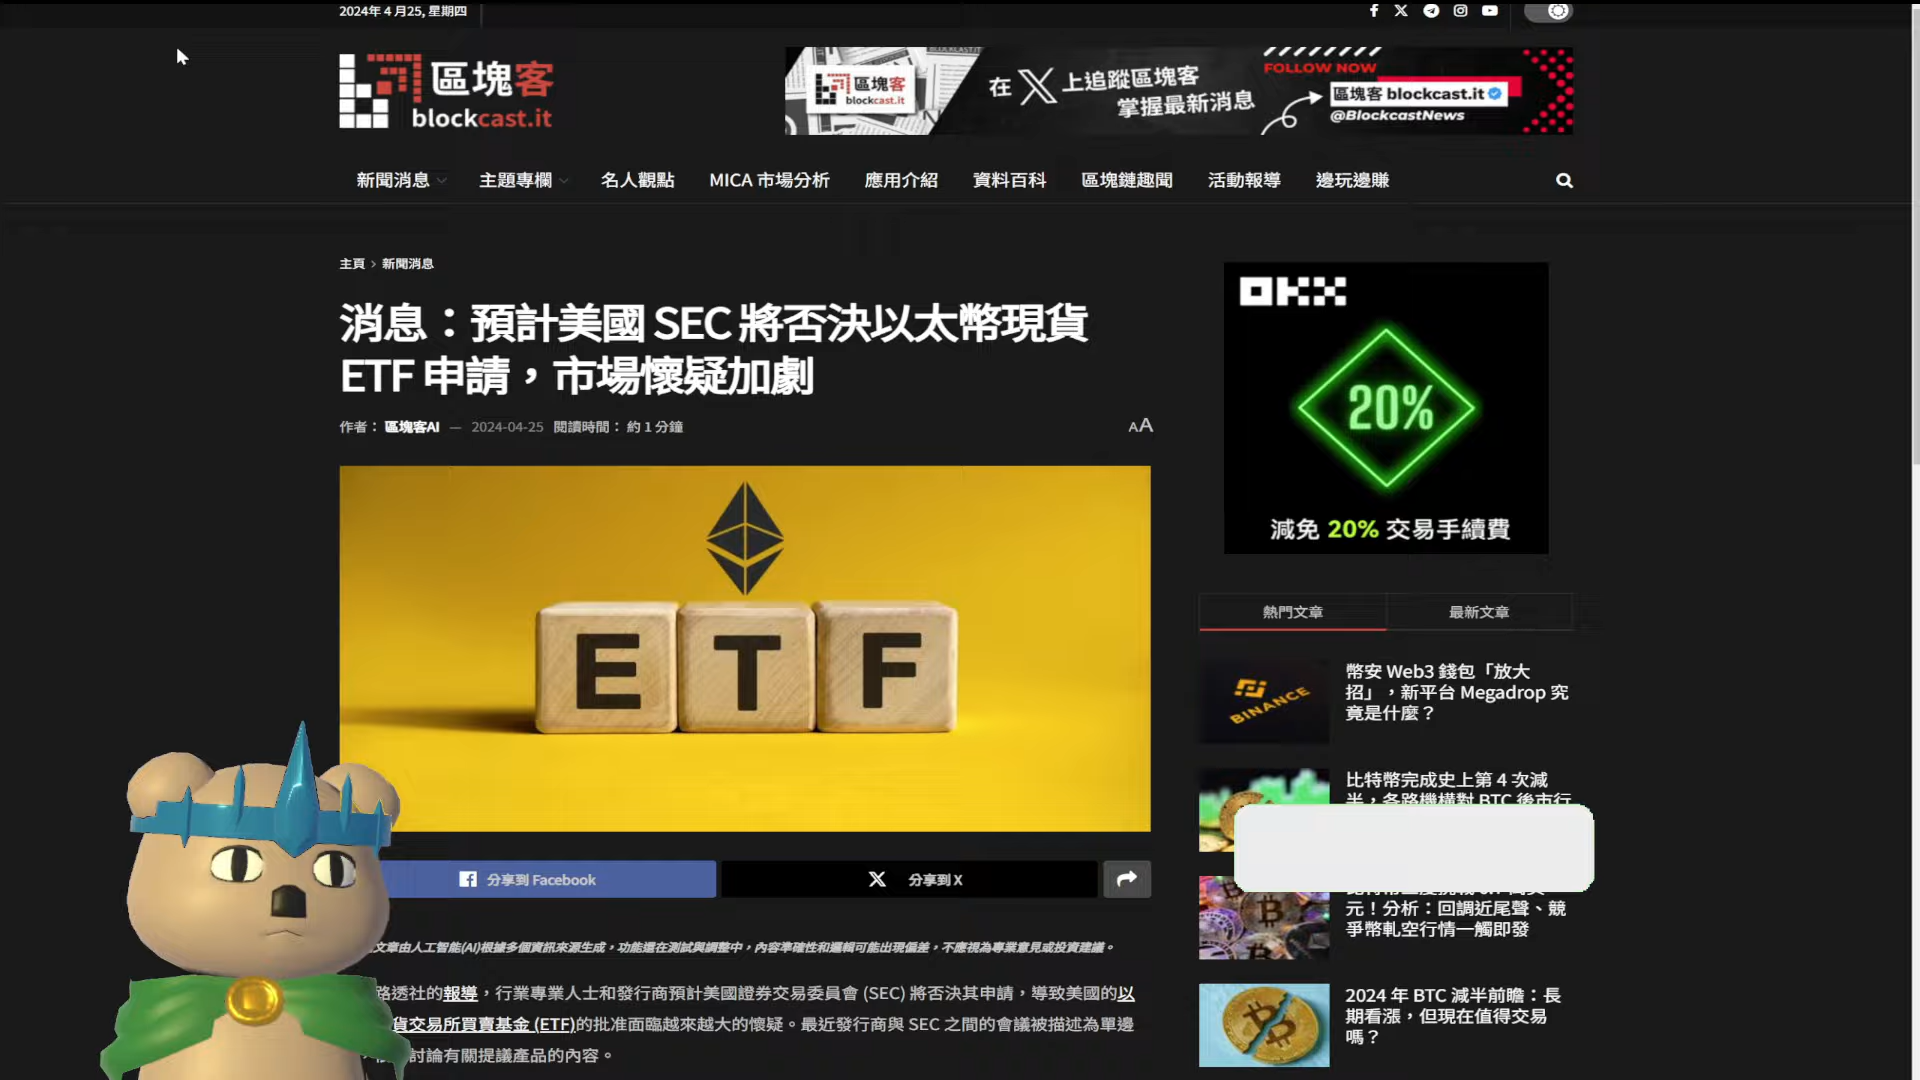 2024年 4 月25, 星期四
區塊客
blockcast.it
區塊客
blockcast.it
在 X 上追蹤區塊客
掌握最新消息
FOLLOW NOW
區塊客 blockcast.it
@BlockcastNews
新聞消息
主題專欄
名人觀點
MICA 市場分析
應用介紹
資料百科
區塊鏈趣聞
活動報導
邊玩邊賺
主頁 > 新聞消息
消息：預計美國 SEC 將否決以太幣現貨
ETF 申請，市場懷疑加劇
作者： 區塊客AI — 2024-04-25 閱讀時間： 約 1 分鐘
AA
E T F
分享到 Facebook
分享到 X
文章由人工智能(AI)根據多個資訊來源生成，功能還在測試與調整中，內容準確性和邏輯可能出現偏差，不應視為專業意見或投資建議。
路透社的報導，行業專業人士和發行商預計美國證券交易委員會 (SEC) 將否決其申請，導致美國的以
貨交易所買賣基金 (ETF)的批准面臨越來越大的懷疑。最近發行商與 SEC 之間的會議被描述為單邊
討論有關提議產品的內容。
OKX
20%
減免 20% 交易手續費
熱門文章
最新文章
BINANCE
幣安 Web3 錢包「放大
招」，新平台 Megadrop 究
竟是什麼？
比特幣完成史上第 4 次減
半，各路機構對 BTC 後市行
元！分析：回調近尾聲、競
爭幣軋空行情一觸即發
2024 年 BTC 減半前瞻：長
期看漲，但現在值得交易
嗎？